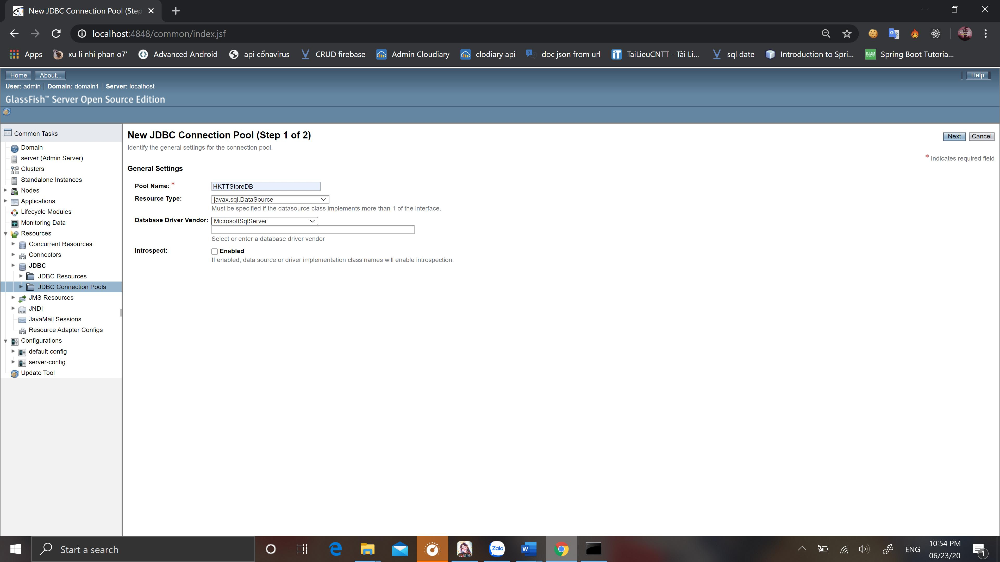 New JDBC Connection Pool (Step
localhost:4848/common/index.jsf
Apps
xu li nhi phan o7'
Advanced Android
api cổnavirus
CRUD firebase
Admin Cloudiary
clodiary api
doc json from url
TaiLieuCNTT - Tài Li...
sql date
Introduction to Spri...
Spring Boot Tutoria...
Home
About...
Help
User: admin
Domain: domain1
Server: localhost
GlassFish™ Server Open Source Edition
Common Tasks
Domain
server (Admin Server)
Clusters
Standalone Instances
Nodes
Applications
Lifecycle Modules
Monitoring Data
Resources
Concurrent Resources
Connectors
JDBC
JDBC Resources
JDBC Connection Pools
JMS Resources
JNDI
JavaMail Sessions
Resource Adapter Configs
Configurations
default-config
server-config
Update Tool
New JDBC Connection Pool (Step 1 of 2)
Next
Cancel
Identify the general settings for the connection pool.
* Indicates required field
General Settings
Pool Name: *
HKTTStoreDB
Resource Type:
javax.sql.DataSource
Must be specified if the datasource class implements more than 1 of the interface.
Database Driver Vendor:
MicrosoftSqlServer
Select or enter a database driver vendor
Introspect:
Enabled
If enabled, data source or driver implementation class names will enable introspection.
Start a search
Zalo
ENG
10:54 PM
06/23/20
1